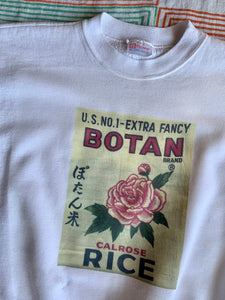 U.S. NO.1-EXTRA FANCY
BOTAN
BRAND
®
ぼたん米
CALROSE
RICE